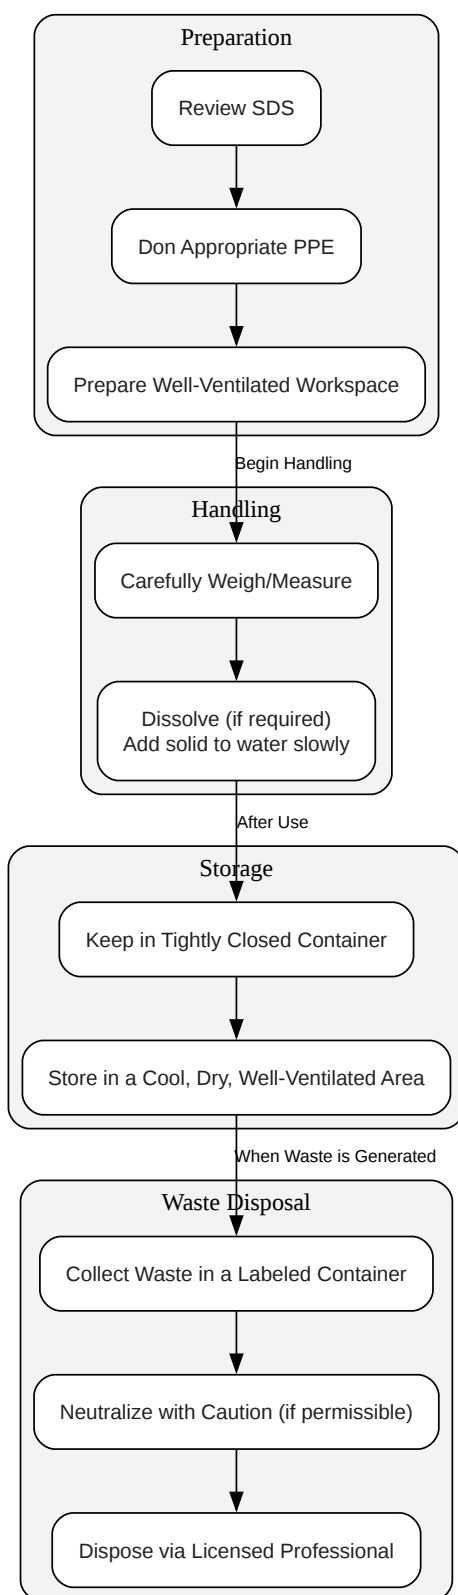 Preparation
Review SDS
Don Appropriate PPE
Prepare Well-Ventilated Workspace
Begin Handling
Handling
Carefully Weigh/Measure
Dissolve (if required)
Add solid to water slowly
After Use
Storage
Keep in Tightly Closed Container
Store in a Cool, Dry, Well-Ventilated Area
When Waste is Generated
Waste Disposal
Collect Waste in a Labeled Container
Neutralize with Caution (if permissible)
Dispose via Licensed Professional